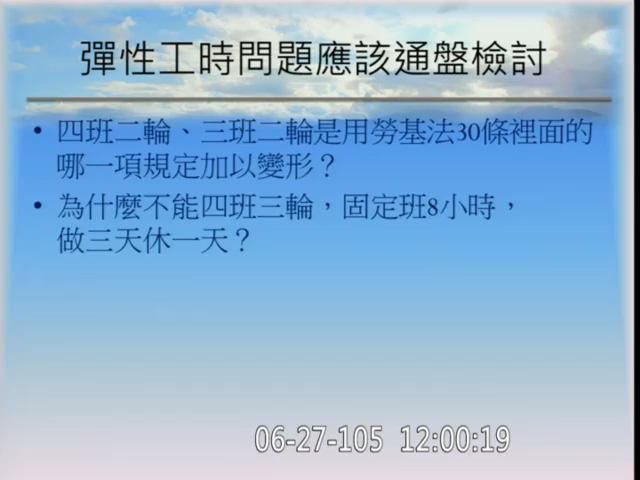 彈性工時問題應該通盤檢討
• 四班二輪、三班二輪是用勞基法30條裡面的
哪一項規定加以變形？
• 為什麼不能四班三輪，固定班8小時，
做三天休一天？
06-27-105 12:00:19